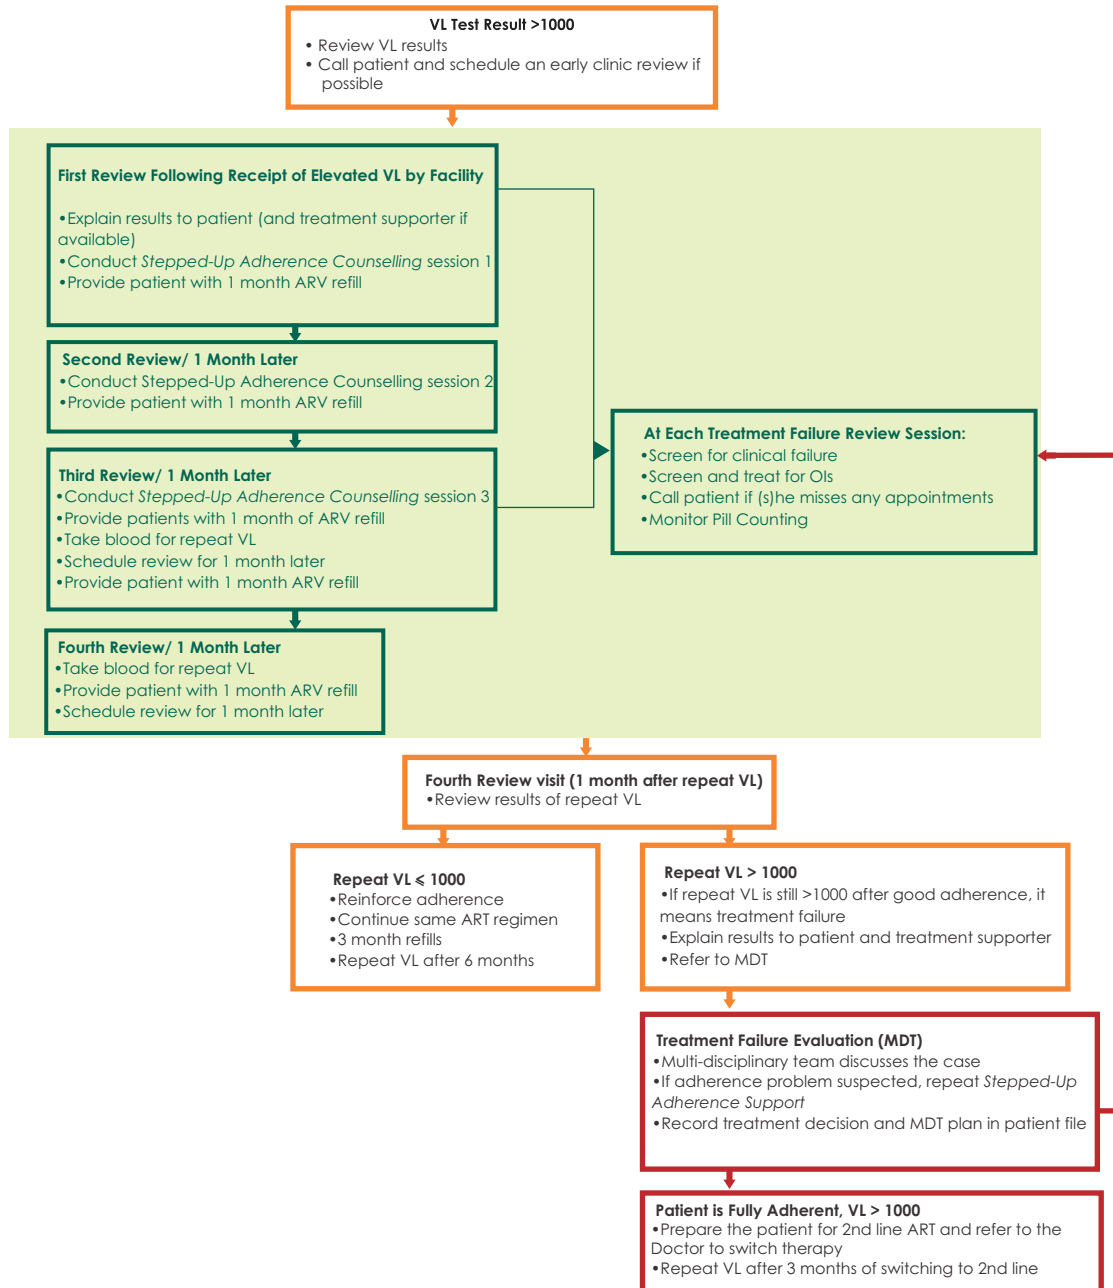 VL Test Result >1000
• Review VL results
• Call patient and schedule an early clinic review if
possible
First Review Following Receipt of Elevated VL by Facility
•Explain results to patient (and treatment supporter if
available)
•Conduct Stepped-Up Adherence Counselling session 1
•Provide patient with 1 month ARV refill
Second Review/ 1 Month Later
•Conduct Stepped-Up Adherence Counselling session 2
•Provide patient with 1 month ARV refill
Third Review/ 1 Month Later
•Conduct Stepped-Up Adherence Counselling session 3
•Provide patients with 1 month of ARV refill
•Take blood for repeat VL
•Schedule review for 1 month later
•Provide patient with 1 month ARV refill
At Each Treatment Failure Review Session:
•Screen for clinical failure
•Screen and treat for OIs
•Call patient if (s)he misses any appointments
•Monitor Pill Counting
Fourth Review/ 1 Month Later
•Take blood for repeat VL
•Provide patient with 1 month ARV refill
•Schedule review for 1 month later
Fourth Review visit (1 month after repeat VL)
•Review results of repeat VL
Repeat VL ⩽ 1000
•Reinforce adherence
•Continue same ART regimen
•3 month refills
•Repeat VL after 6 months
Repeat VL > 1000
•If repeat VL is still >1000 after good adherence, it
means treatment failure
•Explain results to patient and treatment supporter
•Refer to MDT
Treatment Failure Evaluation (MDT)
•Multi-disciplinary team discusses the case
•If adherence problem suspected, repeat Stepped-Up
Adherence Support
•Record treatment decision and MDT plan in patient file
Patient is Fully Adherent, VL > 1000
•Prepare the patient for 2nd line ART and refer to the
Doctor to switch therapy
•Repeat VL after 3 months of switching to 2nd line